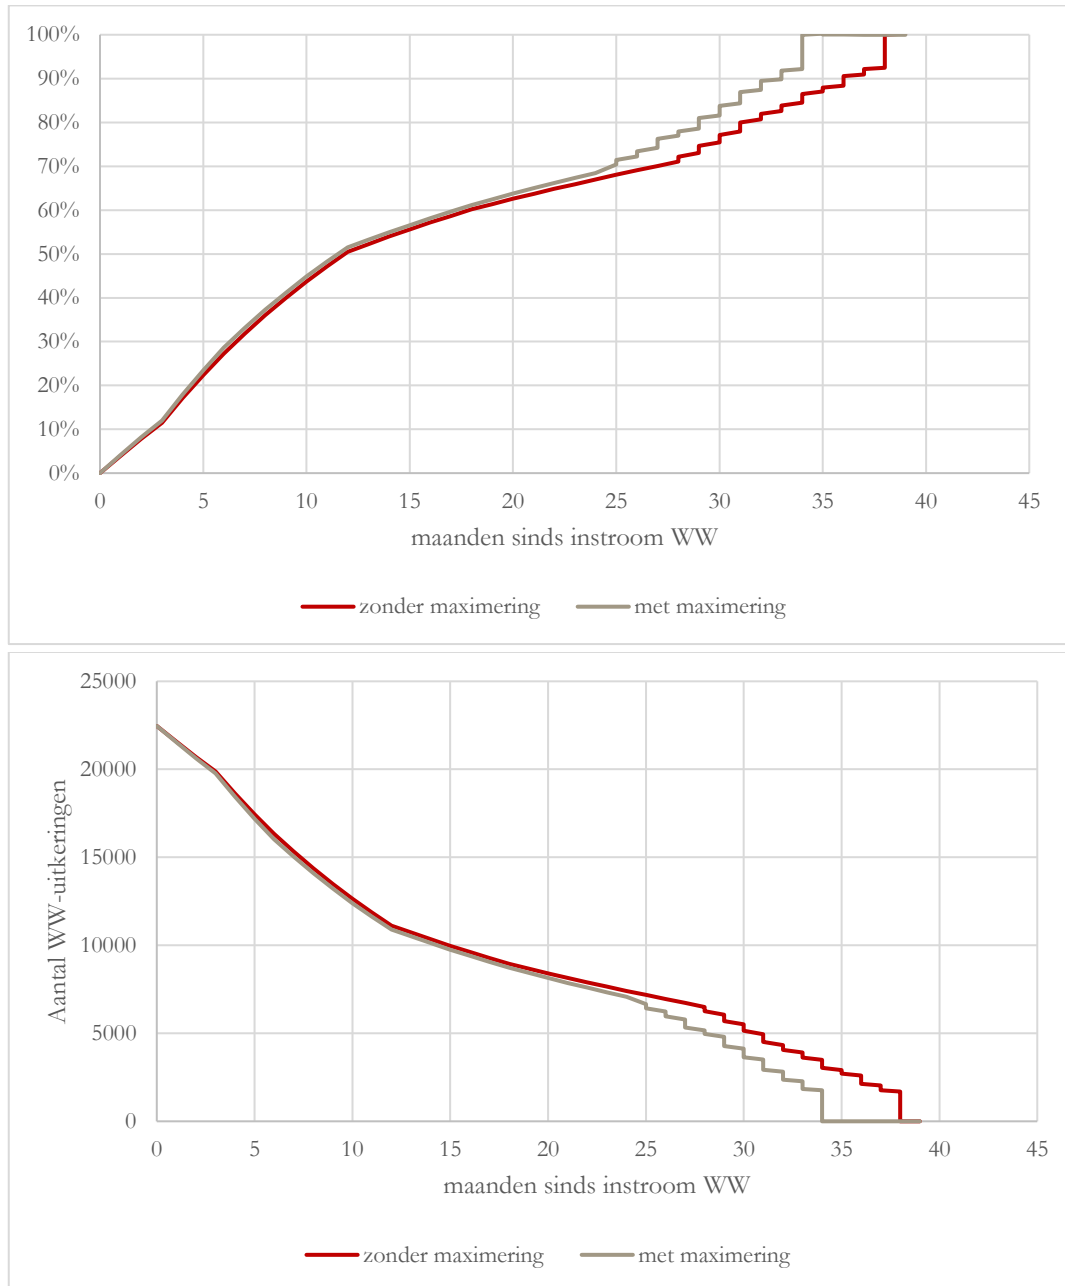 100%
90%
80%
70%
60%
50%
40%
30%
20%
10%
0%
0 5 10 15 20 25 30 35 40 45
maanden sinds instroom WW
zonder maximering met maximering
25000
20000
15000
10000
5000
0
Aantal WW-uitkeringen
0 5 10 15 20 25 30 35 40 45
maanden sinds instroom WW
zonder maximering met maximering